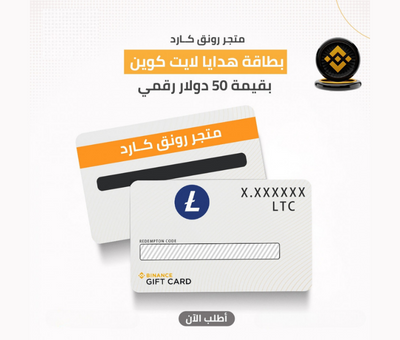 متجر رونق كارد
بطاقة هدايا لايت كوين
بقيمة 50 دولار رقمي
متجر رونق كارد
X.XXXXXX
LTC
REDEMPTION CODE
BINANCE
GIFT CARD
أطلب الآن